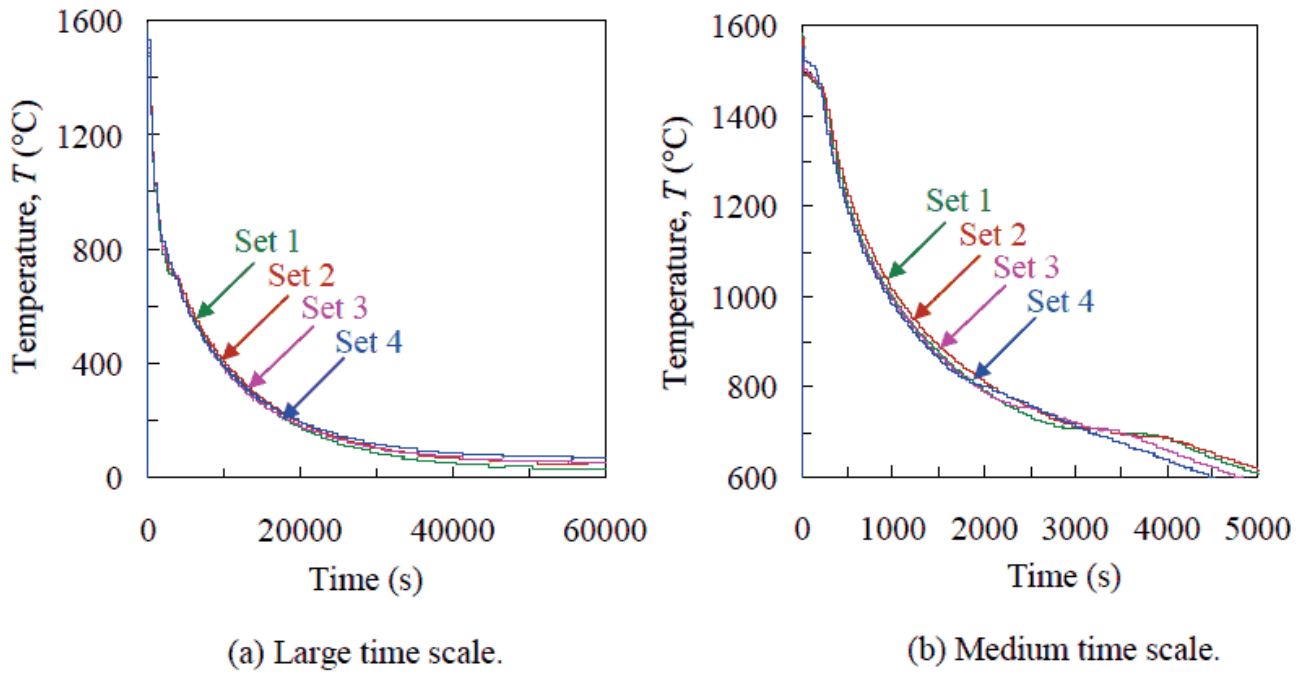 Temperature, T (°C)
1600
1200
800
400
0
Set 1
Set 2
Set 3
Set 4
0
20000
40000
60000
Time (s)
(a) Large time scale.
Temperature, T (°C)
1600
1400
1200
1000
800
600
Set 1
Set 2
Set 3
Set 4
0
1000
2000
3000
4000
5000
Time (s)
(b) Medium time scale.